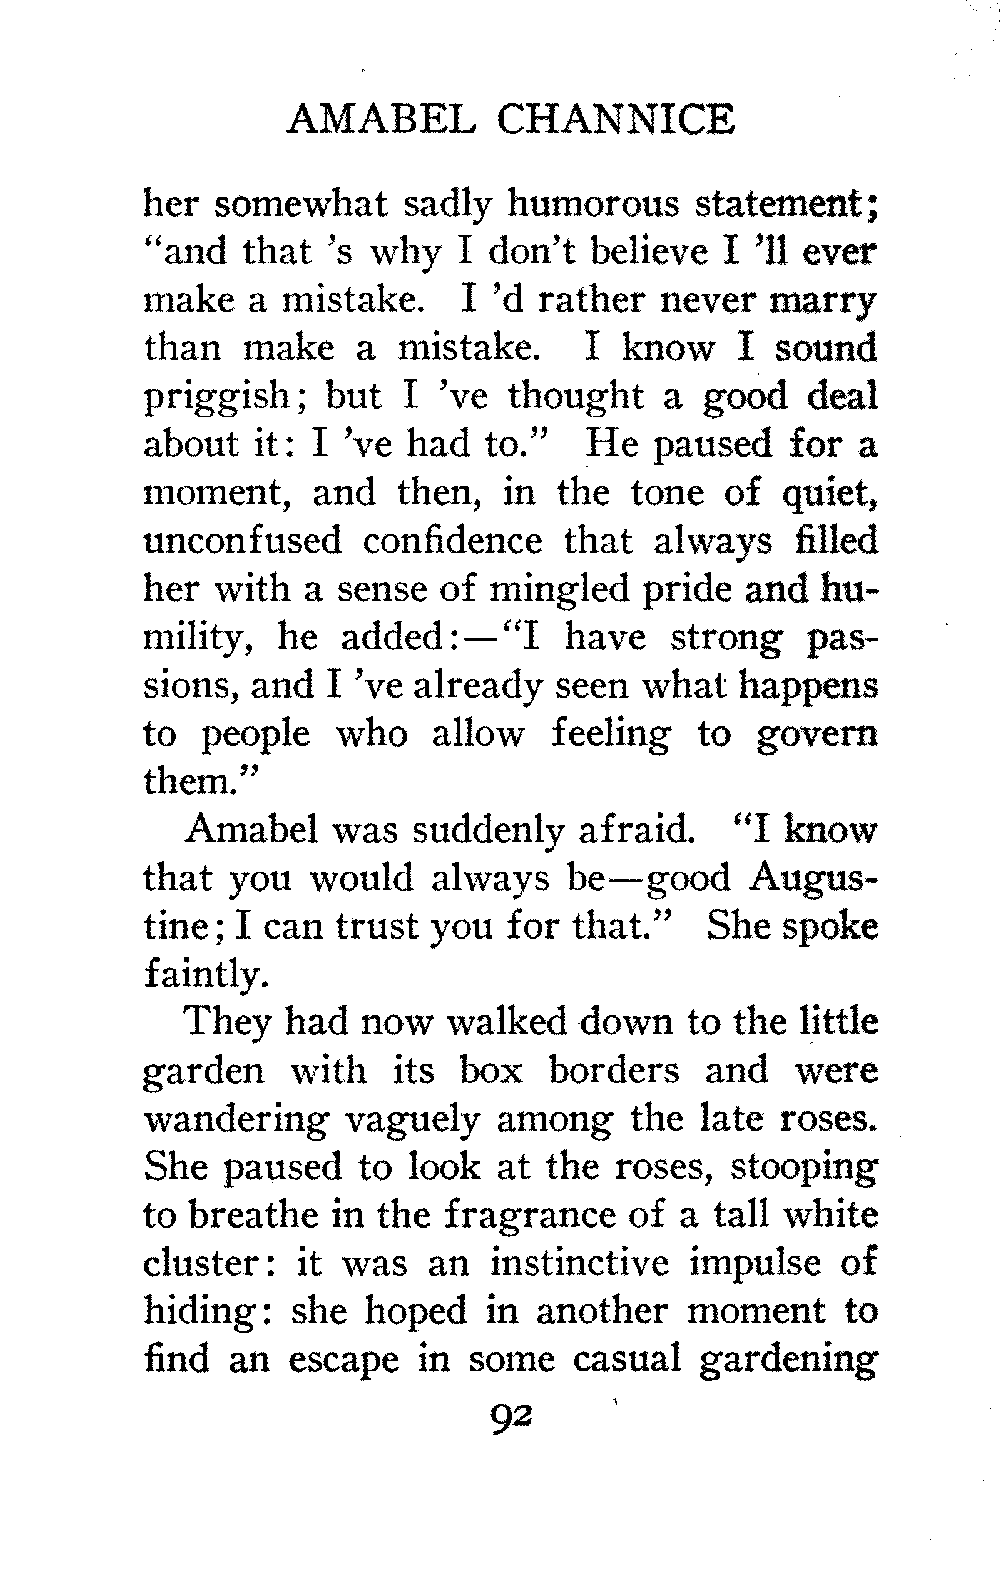 AMABEL CHANNICE
her somewhat sadly humorous statement;
“and that ’s why I don’t believe I ’ll ever
make a mistake. I ’d rather never marry
than make a mistake. I know I sound
priggish; but I ’ve thought a good deal
about it: I ’ve had to.” He paused for a
moment, and then, in the tone of quiet,
unconfused confidence that always filled
her with a sense of mingled pride and hu-
mility, he added:—“I have strong pas-
sions, and I ’ve already seen what happens
to people who allow feeling to govern
them.”
Amabel was suddenly afraid. “I know
that you would always be—good Augus-
tine; I can trust you for that.” She spoke
faintly.
They had now walked down to the little
garden with its box borders and were
wandering vaguely among the late roses.
She paused to look at the roses, stooping
to breathe in the fragrance of a tall white
cluster: it was an instinctive impulse of
hiding: she hoped in another moment to
find an escape in some casual gardening
92